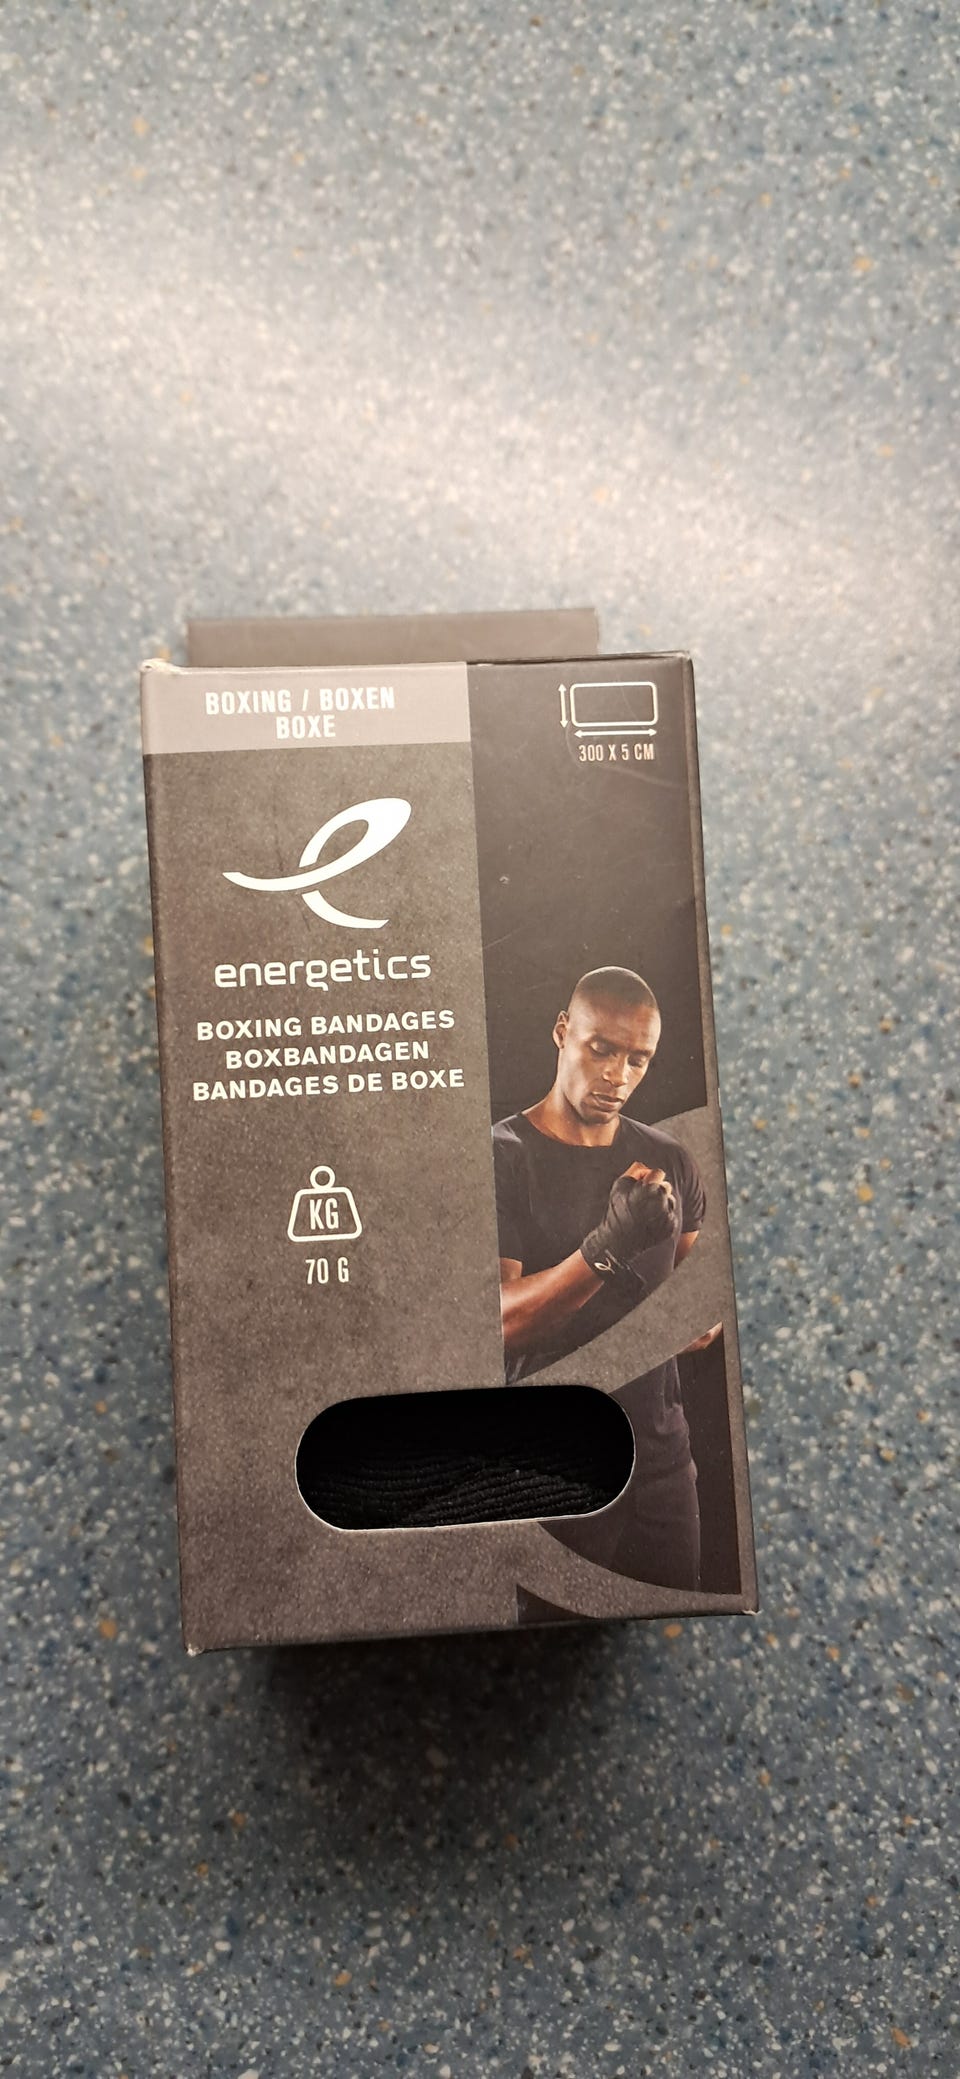 BOXING / BOXEN
BOXE
300 X 5 CM
energetics
BOXING BANDAGES
BOXBANDAGEN
BANDAGES DE BOXE
KG
70 G